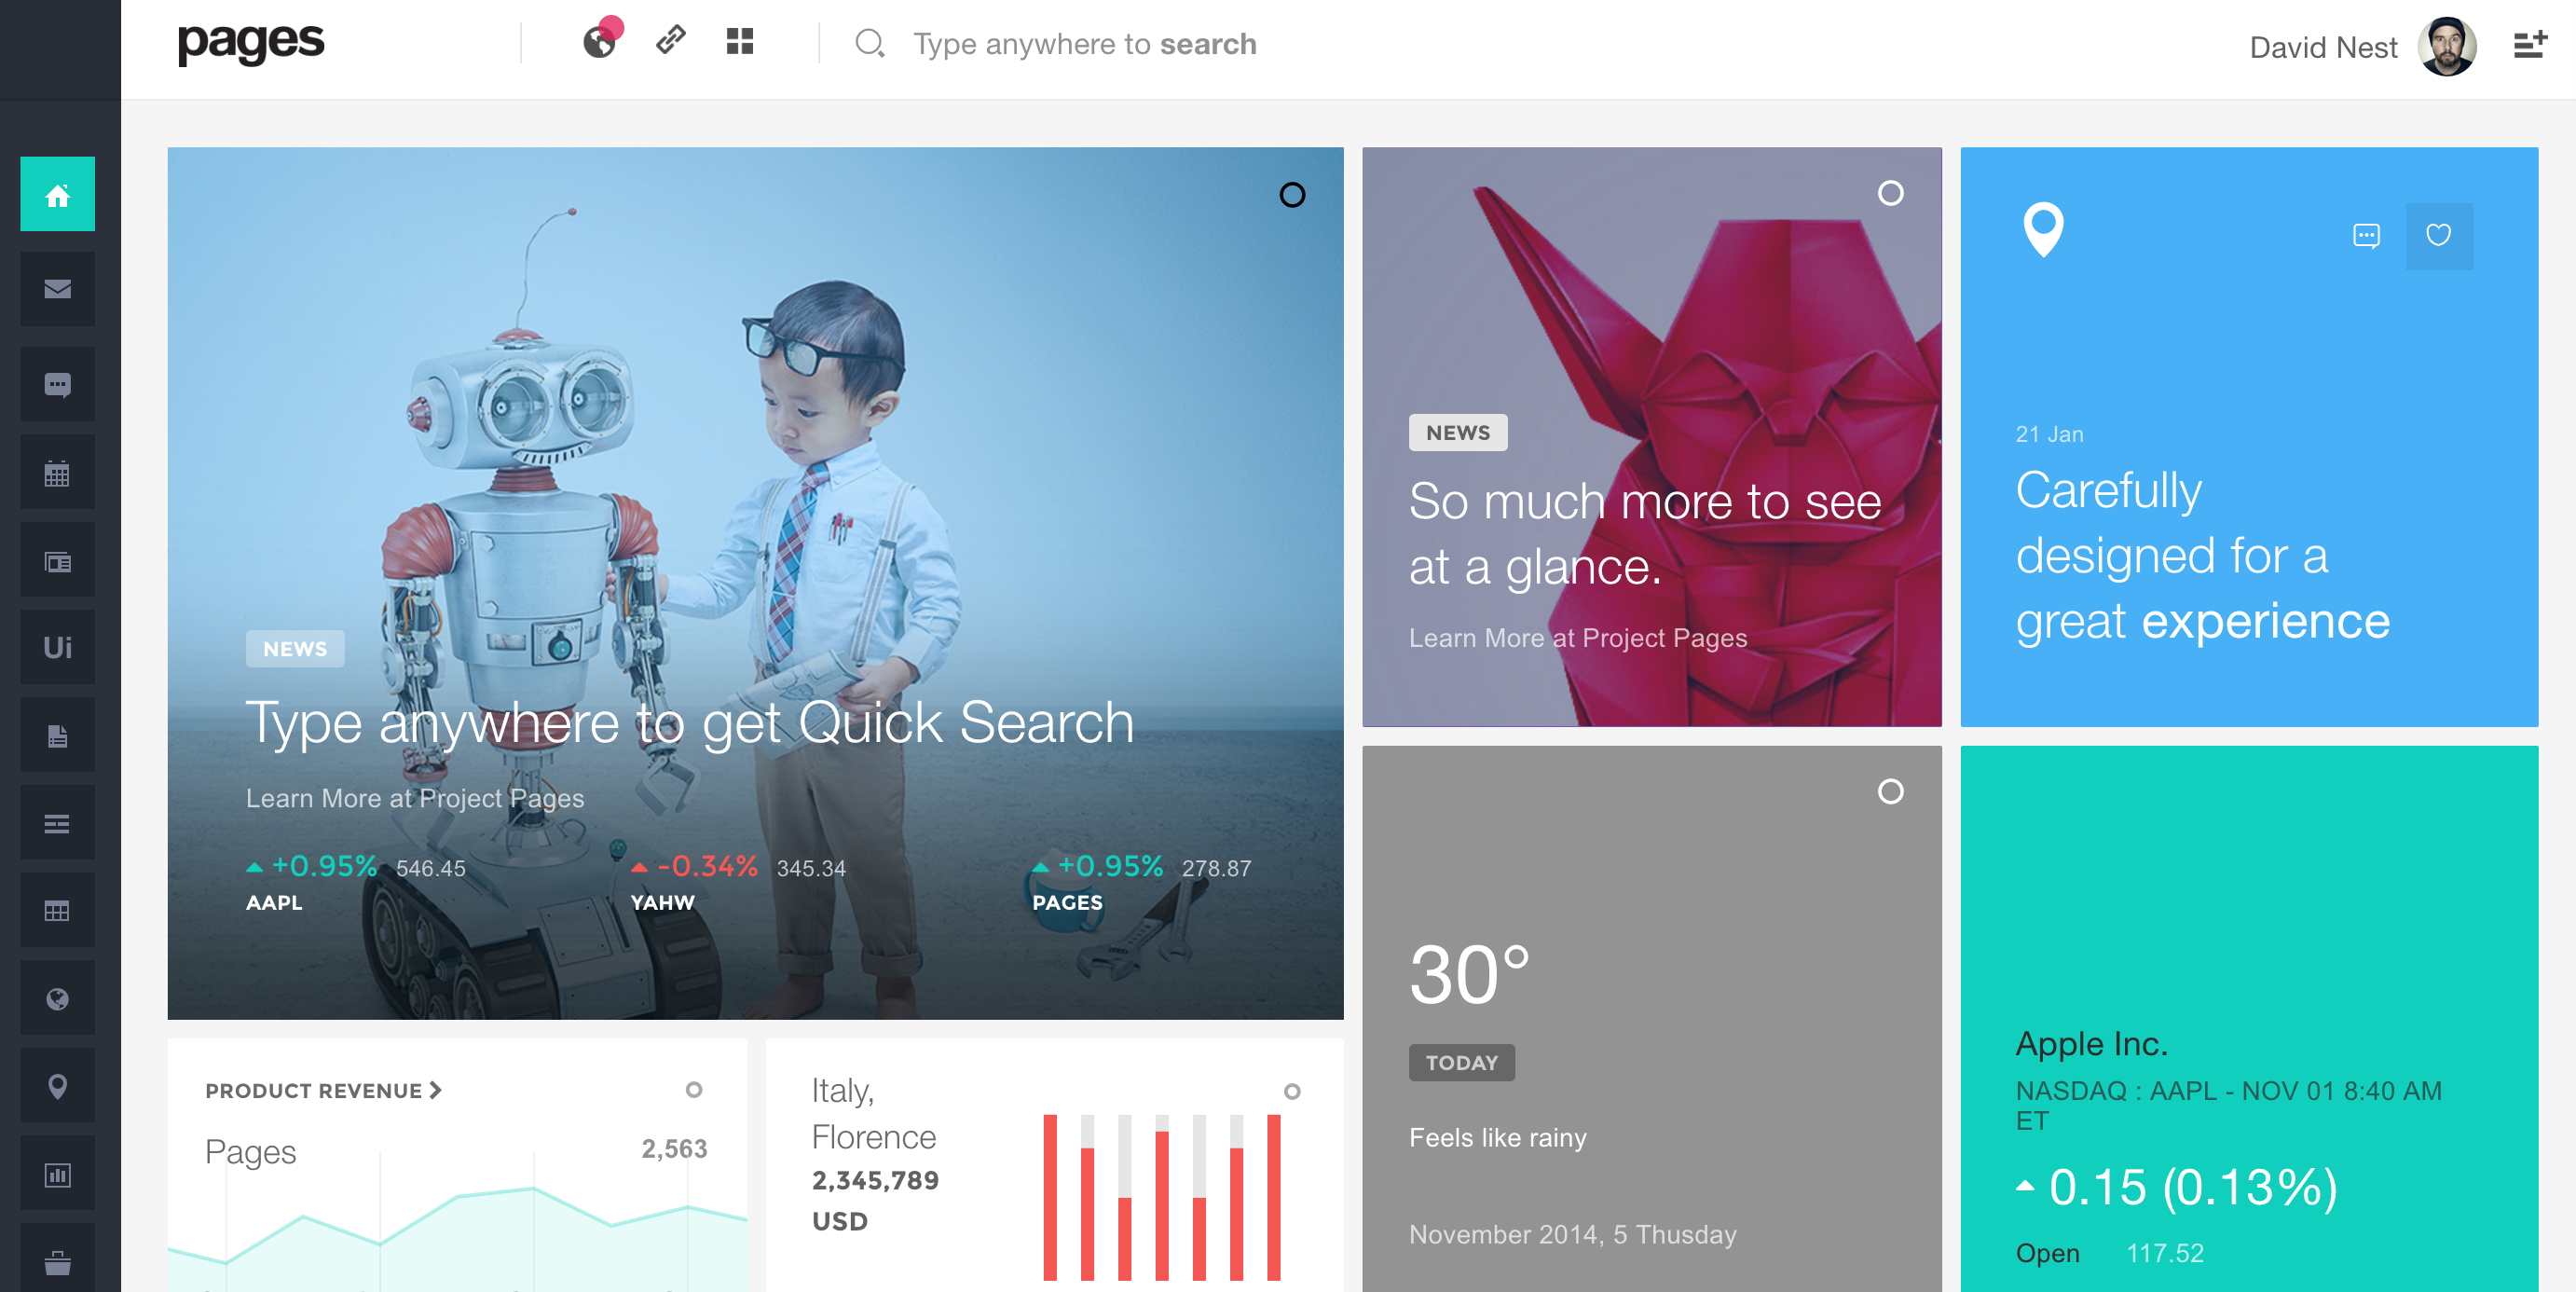 pages
Type anywhere to search
David Nest
Ui
NEWS
Type anywhere to get Quick Search
Learn More at Project Pages
+0.95% 546.45
AAPL
-0.34% 345.34
YAHW
+0.95% 278.87
PAGES
NEWS
So much more to see
at a glance.
Learn More at Project Pages
21 Jan
Carefully
designed for a
great experience
PRODUCT REVENUE
Pages
2,563
Italy,
Florence
2,345,789
USD
30°
TODAY
Feels like rainy
November 2014, 5 Thusday
Apple Inc.
NASDAQ : AAPL - NOV 01 8:40 AM
ET
0.15 (0.13%)
Open 117.52